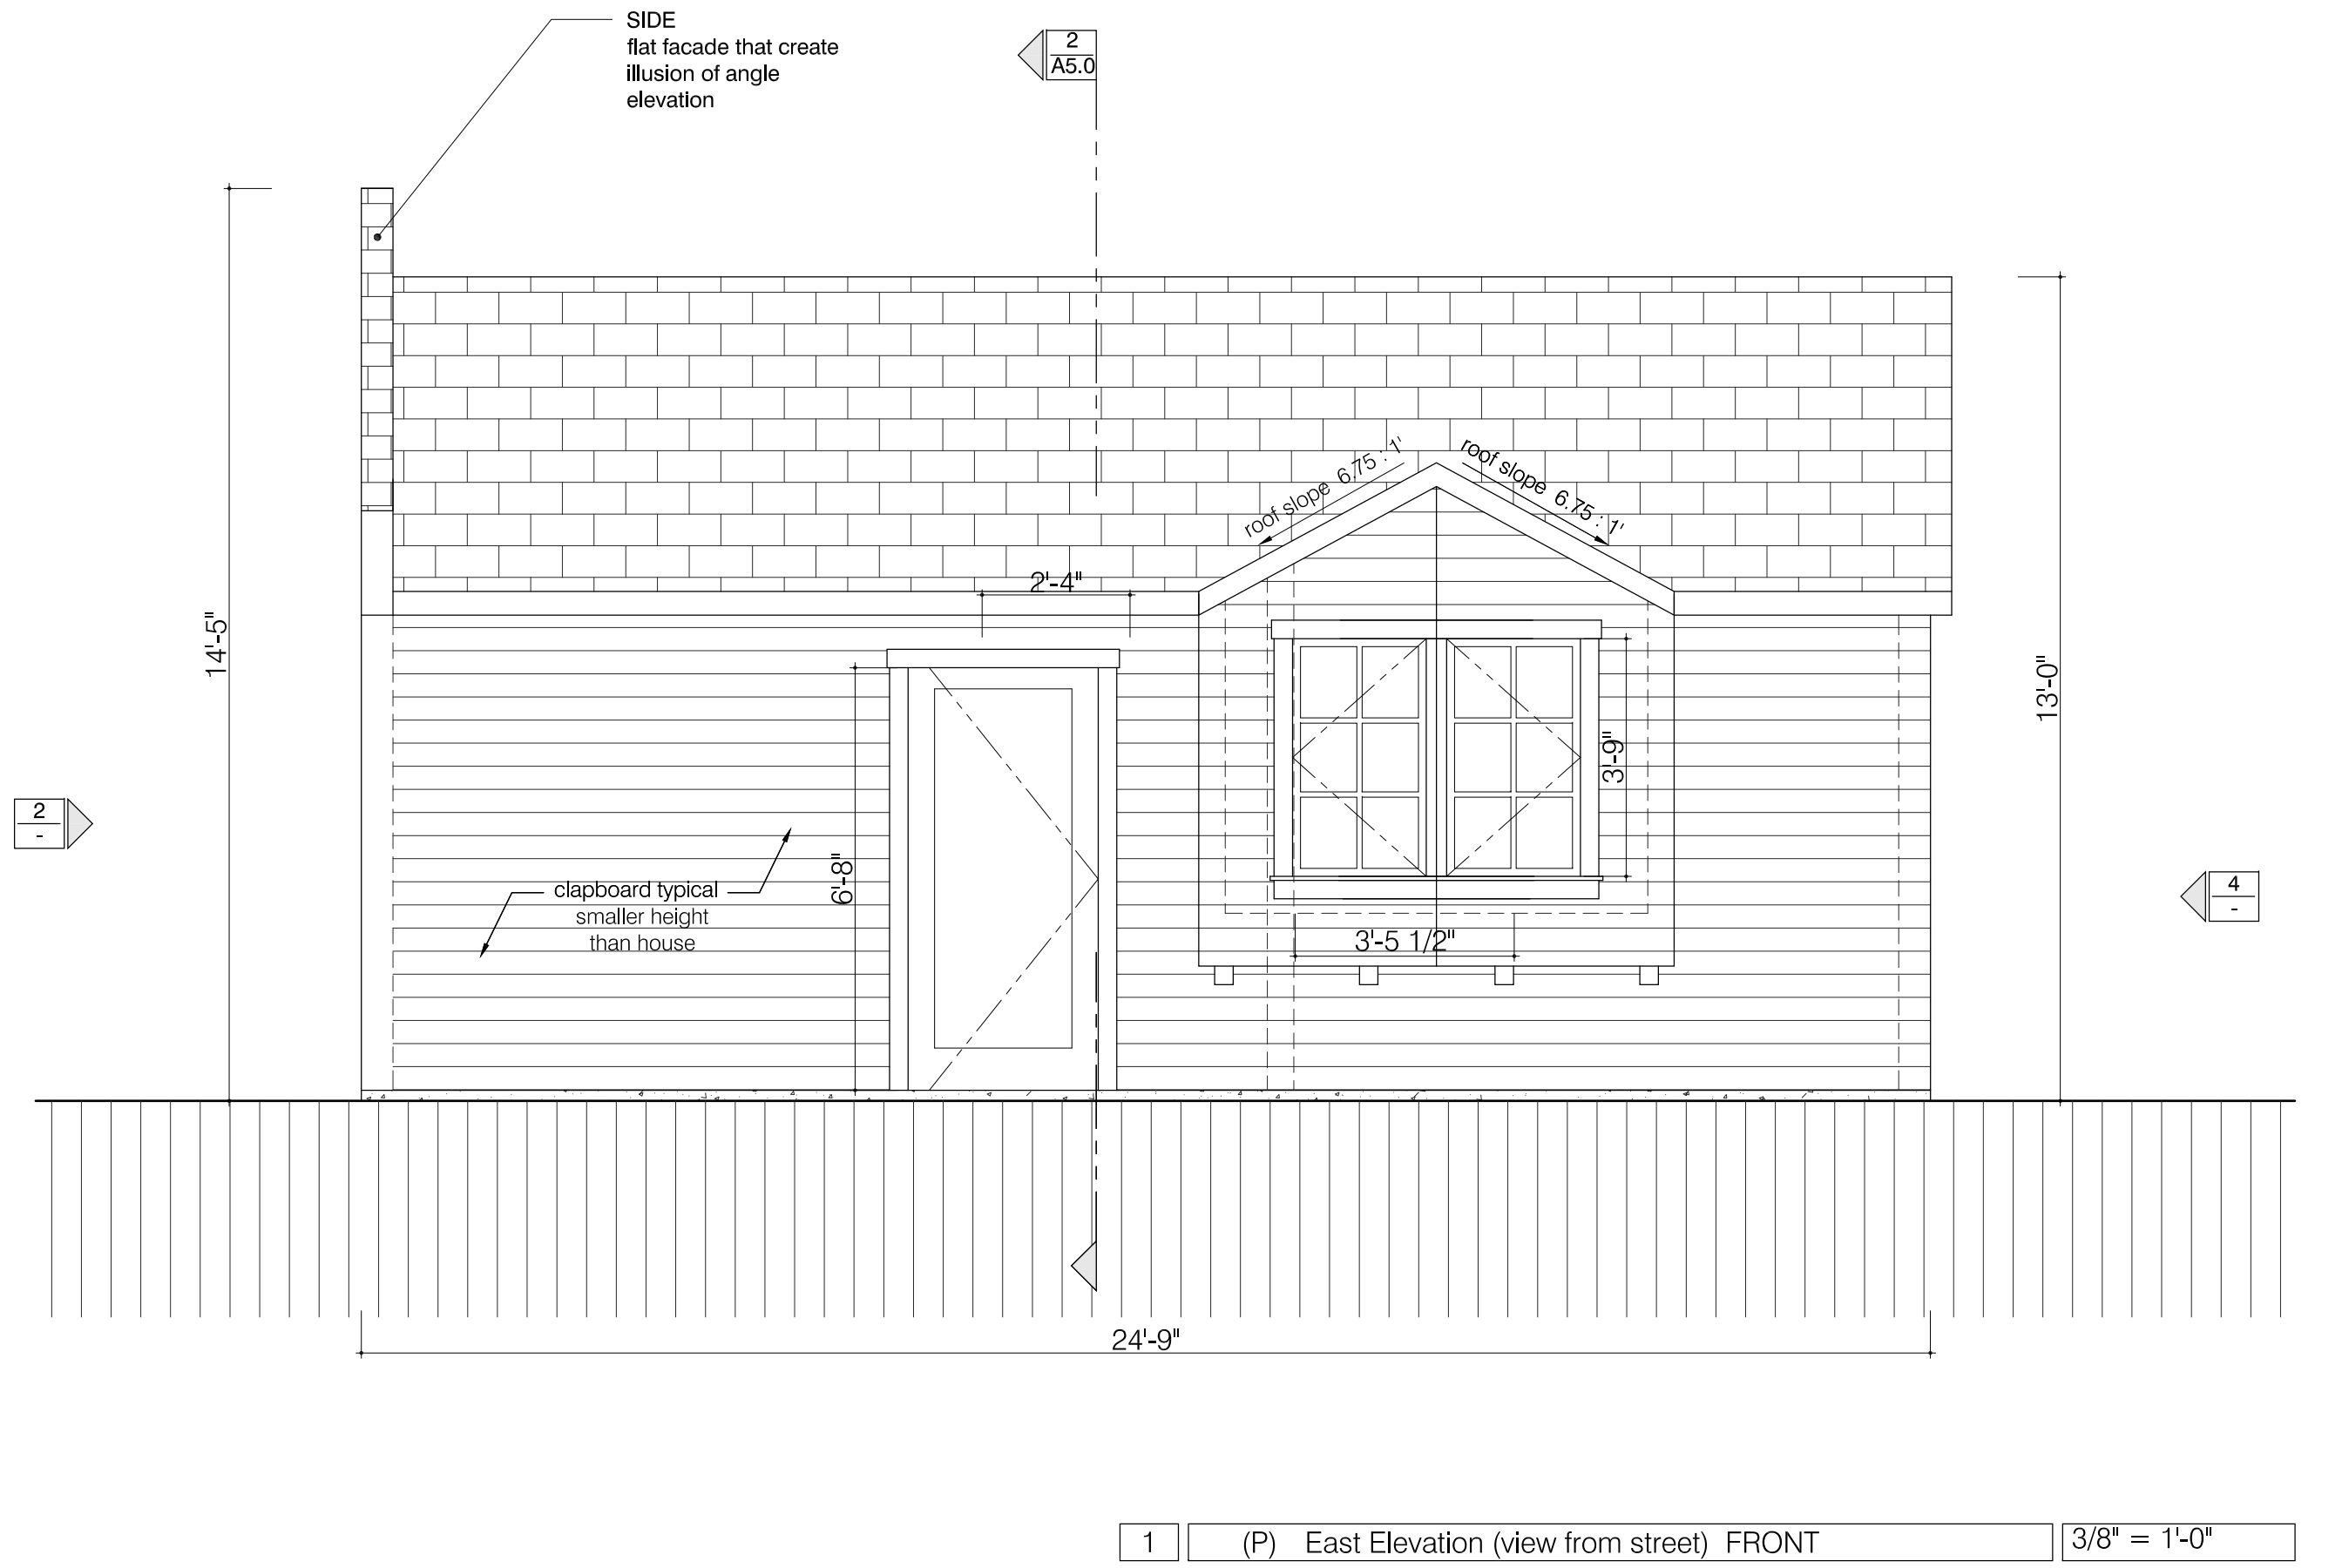 SIDE
flat facade that create
illusion of angle
elevation
2
A5.0
roof slope 6.75 : 1'
roof slope 6.75 : 1'
2'-4"
14'-5"
13'-0"
3'-9"
2
-
6'-8"
clapboard typical
smaller height
than house
4
-
3'-5 1/2"
24'-9"
1
(P) East Elevation (view from street) FRONT
3/8" = 1'-0"